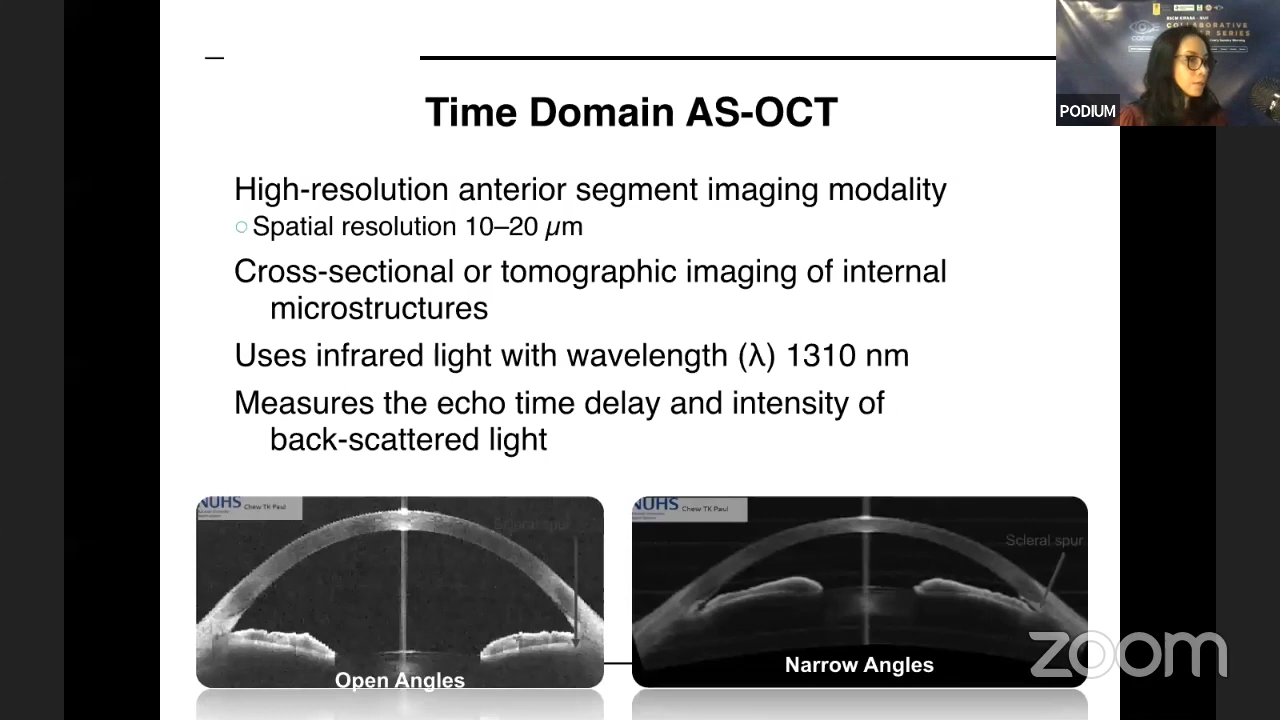 COLLABORATIVE
SERIES
PODIUM
Time Domain AS-OCT
High-resolution anterior segment imaging modality
○ Spatial resolution 10–20 µm
Cross-sectional or tomographic imaging of internal
microstructures
Uses infrared light with wavelength (λ) 1310 nm
Measures the echo time delay and intensity of
back-scattered light
NUHS
Chew TK Paul
Scleral spur
Open Angles
NUHS
Chew TK Paul
Scleral spur
Narrow Angles
zoom